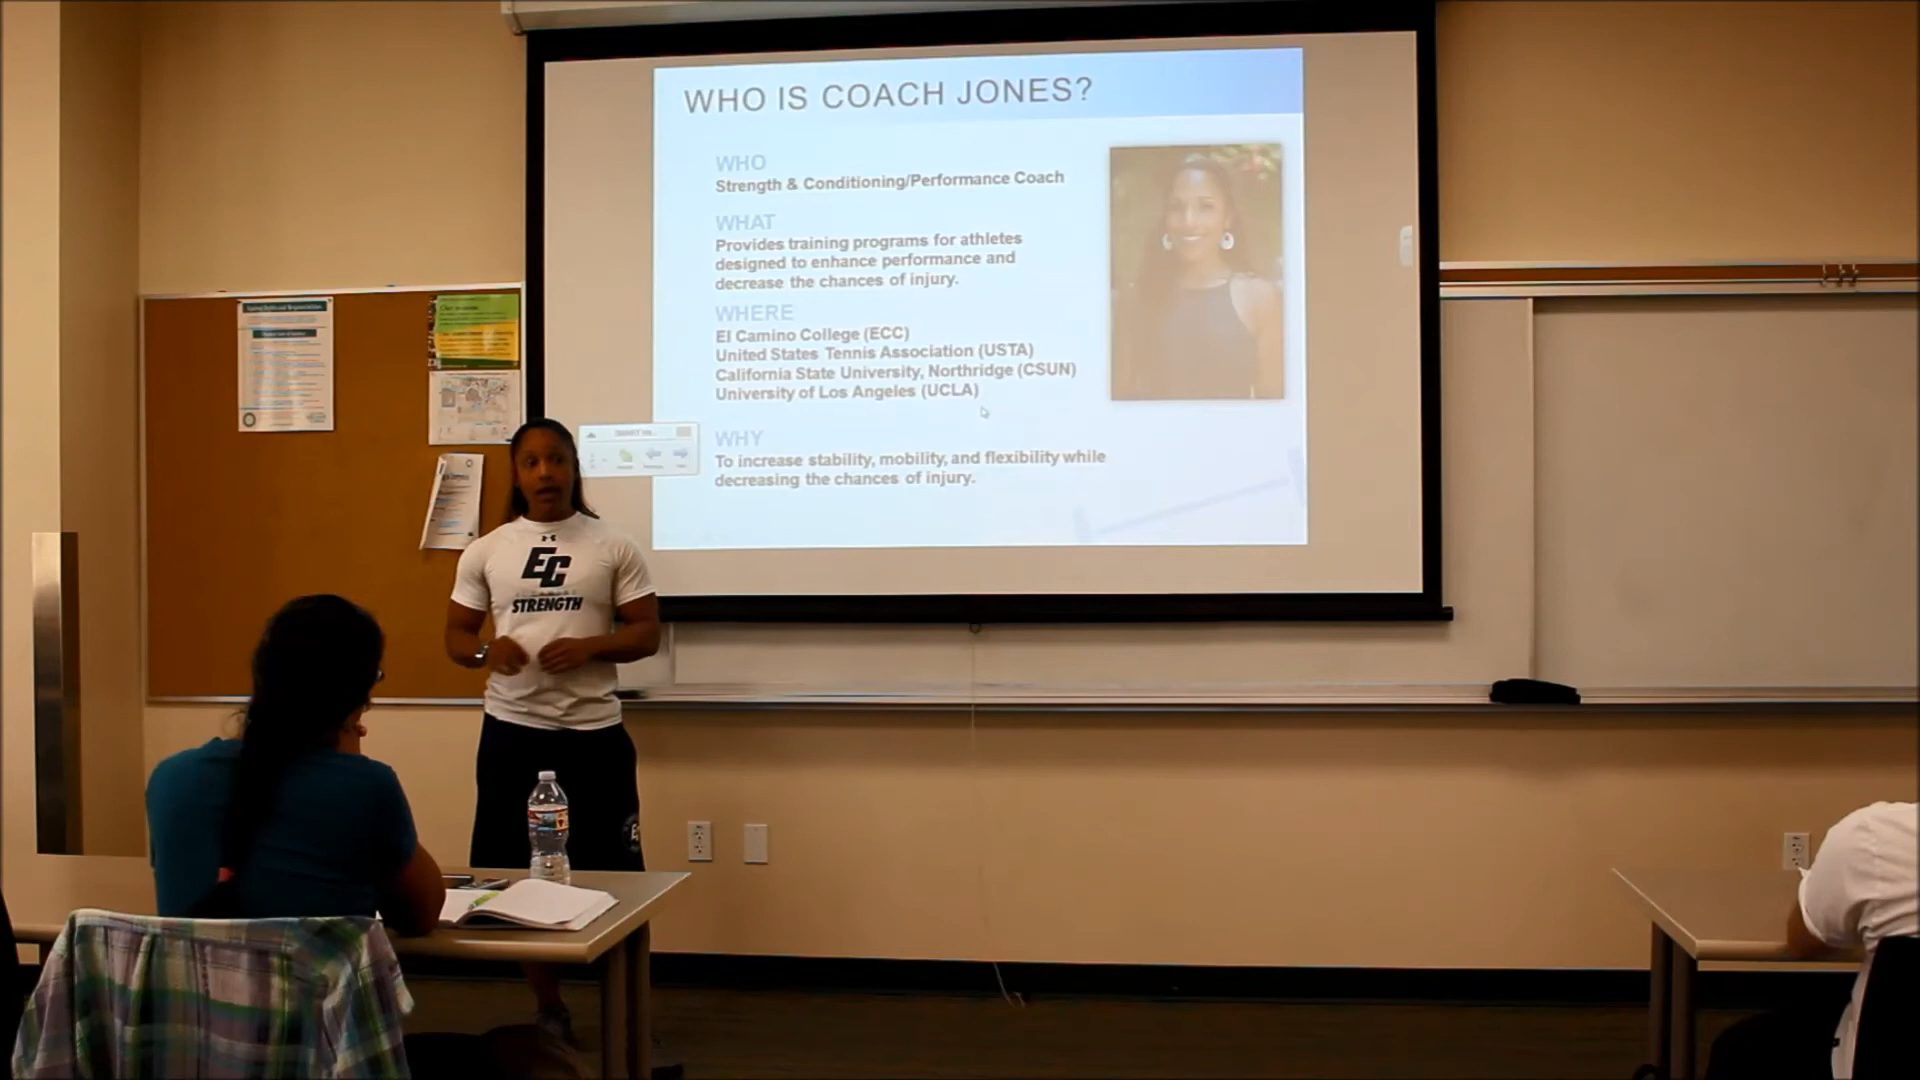 WHO IS COACH JONES?
WHO
Strength & Conditioning/Performance Coach
WHAT
Provides training programs for athletes
designed to enhance performance and
decrease the chances of injury.
WHERE
El Camino College (ECC)
United States Tennis Association (USTA)
California State University, Northridge (CSUN)
University of Los Angeles (UCLA)
WHY
To increase stability, mobility, and flexibility while
decreasing the chances of injury.
EC
STRENGTH